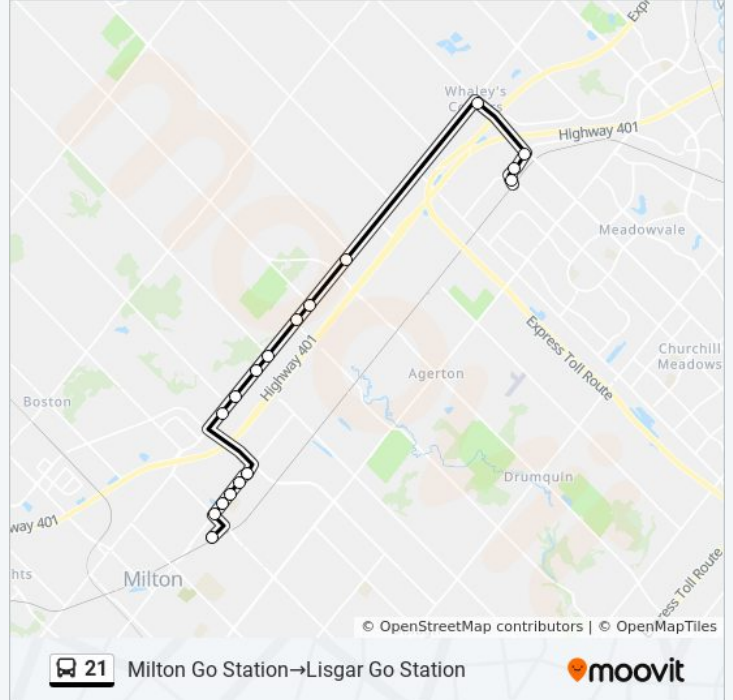 Expr
Whaley's
Corners
Highway 401
Meadowvale
Express Toll Route
Highway 401
Churchill
Meadows
Agerton
Boston
Drumquin
way 401
hts
Milton
ress Toll Route
© OpenStreetMap contributors | © OpenMapTiles
21 Milton Go Station→Lisgar Go Station
moovit